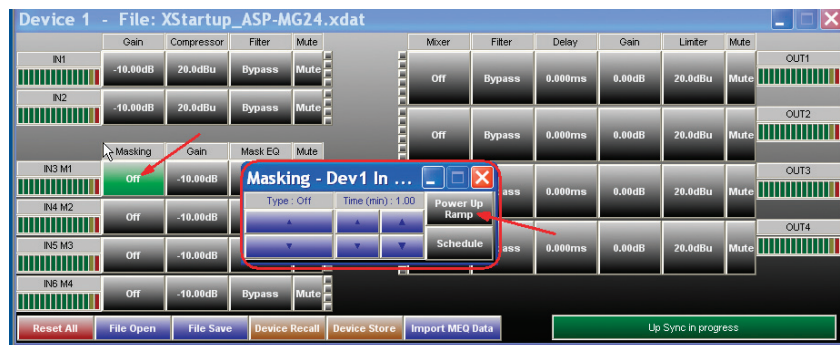 Device 1 - File: XStartup_ASP-MG24.xdat
Gain Compressor Filter Mute Mixer Filter Delay Gain Limiter Mute
IN1 -10.00dB 20.0dBu Bypass Mute Off Bypass 0.000ms 0.00dB 20.0dBu Mute OUT1
IN2 -10.00dB 20.0dBu Bypass Mute Off Bypass 0.000ms 0.00dB 20.0dBu Mute OUT2
Masking Gain Mask EQ Mute
IN3 M1 Off -10.00dB ass 0.000ms 0.00dB 20.0dBu Mute OUT3
Masking - Dev1 In ...
Type : Off Time (min) : 1.00 Power Up Ramp
Schedule
IN4 M2 Off -10.00dB
IN5 M3 Off -10.00dB ass 0.000ms 0.00dB 20.0dBu Mute OUT4
IN6 M4 Off -10.00dB Bypass Mute
Reset All File Open File Save Device Recall Device Store Import MEQ Data Up Sync in progress